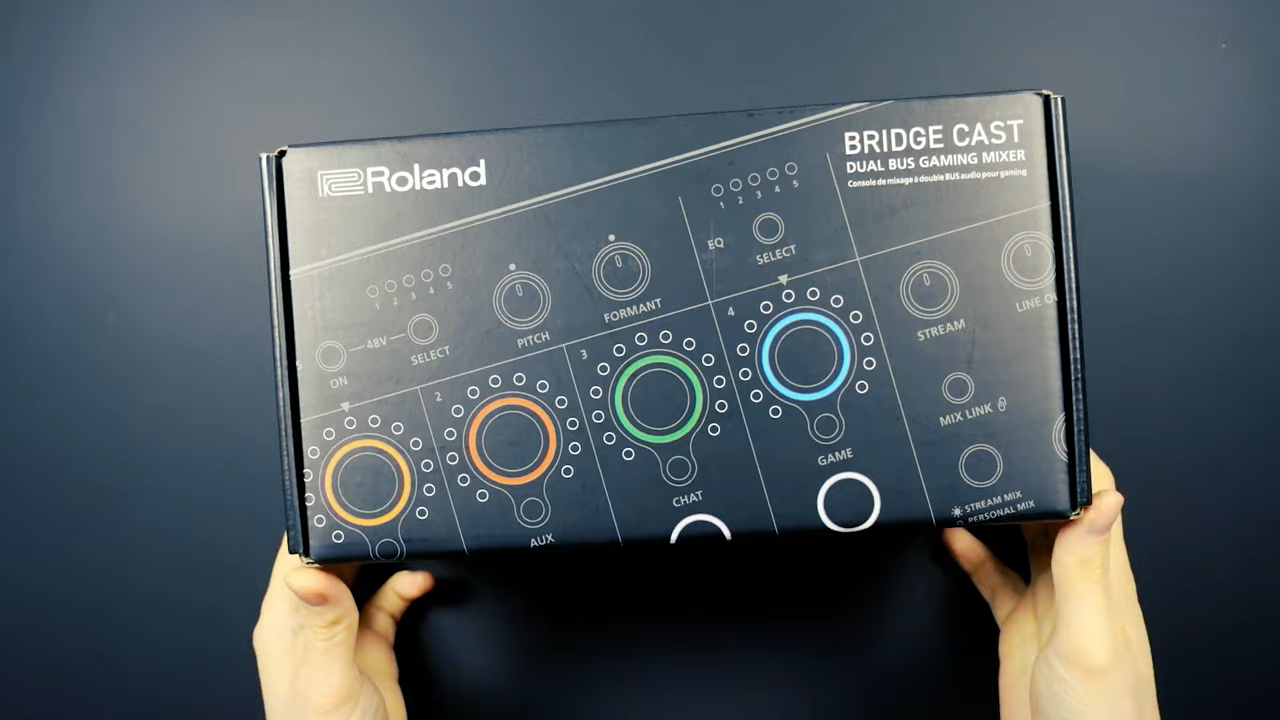 Roland
BRIDGE CAST
DUAL BUS GAMING MIXER
Console de mixage à double BUS audio pour gaming
1 2 3 4 5
EQ
SELECT
1 2 3 4 5
48V
ON
SELECT
PITCH
FORMANT
STREAM
LINE OU
2
3
4
MIX LINK
AUX
CHAT
GAME
STREAM MIX
PERSONAL MIX